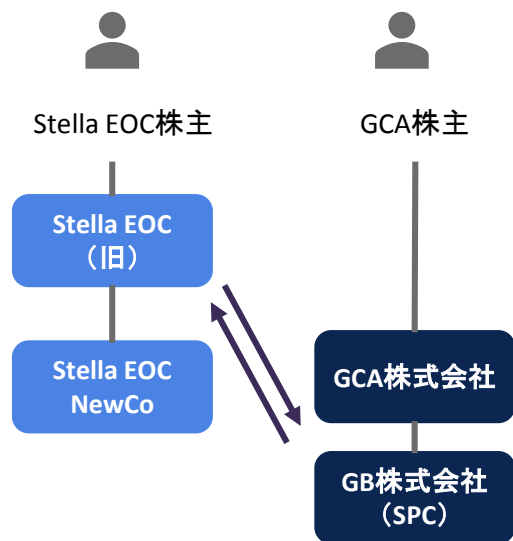 Stella EOC株主
GCA株主
Stella EOC
（旧）
Stella EOC
NewCo
GCA株式会社
GB株式会社
（SPC）